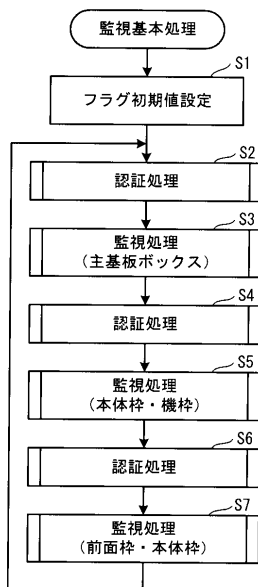 監視基本処理
S1
フラグ初期値設定
S2
認証処理
S3
監視処理
(主基板ボックス)
S4
認証処理
S5
監視処理
(本体枠・機枠)
S6
認証処理
S7
監視処理
(前面枠・本体枠)